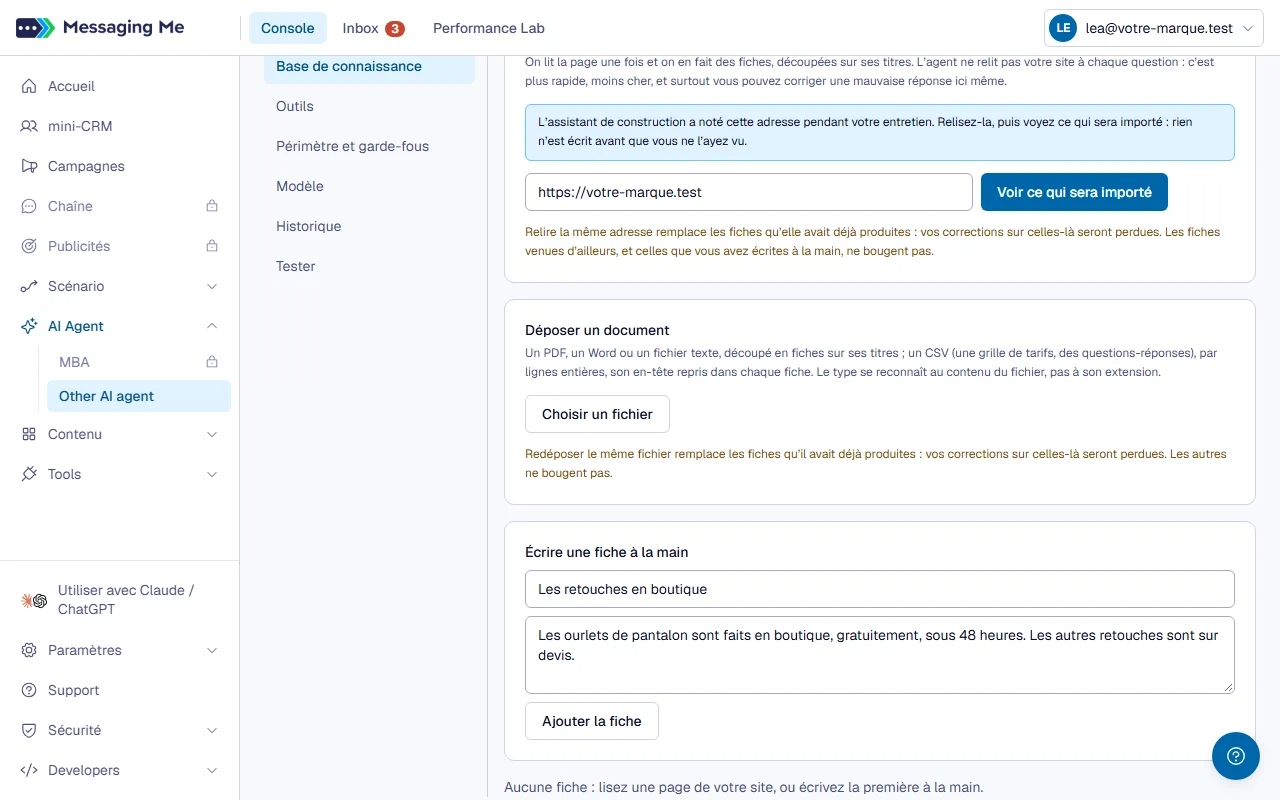 Messaging Me
Console
Inbox 3
Performance Lab
LE lea@votre-marque.test
Accueil
mini-CRM
Campagnes
Chaîne
Publicités
Scénario
AI Agent
MBA
Other AI agent
Contenu
Tools
Utiliser avec Claude /
ChatGPT
Paramètres
Support
Sécurité
Developers
Base de connaissance
Outils
Périmètre et garde-fous
Modèle
Historique
Tester
On lit la page une fois et on en fait des fiches, découpées sur ses titres. L'agent ne relit pas votre site à chaque question : c'est
plus rapide, moins cher, et surtout vous pouvez corriger une mauvaise réponse ici même.
L'assistant de construction a noté cette adresse pendant votre entretien. Relisez-la, puis voyez ce qui sera importé : rien
n'est écrit avant que vous ne l'ayez vu.
https://votre-marque.test
Voir ce qui sera importé
Relire la même adresse remplace les fiches qu'elle avait déjà produites : vos corrections sur celles-là seront perdues. Les fiches
venues d'ailleurs, et celles que vous avez écrites à la main, ne bougent pas.
Déposer un document
Un PDF, un Word ou un fichier texte, découpé en fiches sur ses titres ; un CSV (une grille de tarifs, des questions-réponses), par
lignes entières, son en-tête repris dans chaque fiche. Le type se reconnaît au contenu du fichier, pas à son extension.
Choisir un fichier
Redéposer le même fichier remplace les fiches qu'il avait déjà produites : vos corrections sur celles-là seront perdues. Les autres
ne bougent pas.
Écrire une fiche à la main
Les retouches en boutique
Les ourlets de pantalon sont faits en boutique, gratuitement, sous 48 heures. Les autres retouches sont sur
devis.
Ajouter la fiche
Aucune fiche : lisez une page de votre site, ou écrivez la première à la main.